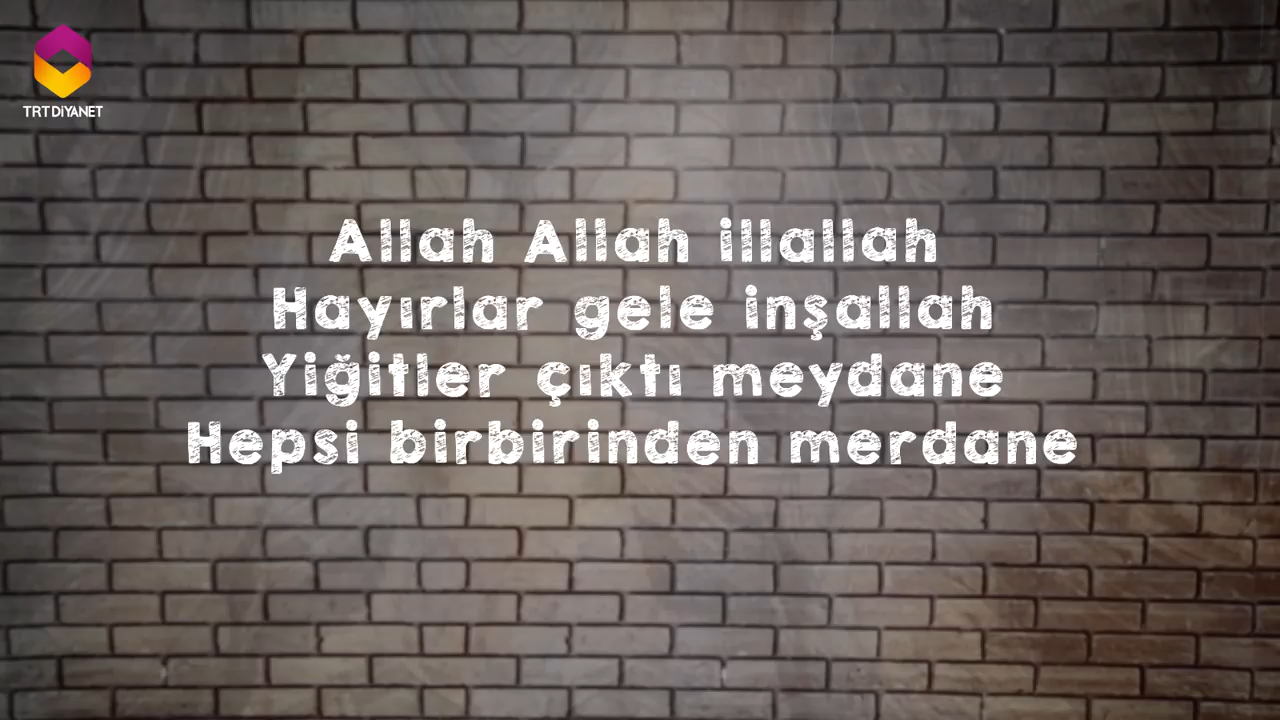 TRT DİYANET
Allah Allah illallah
Hayırlar gele inşallah
Yiğitler çıktı meydane
Hepsi birbirinden merdane